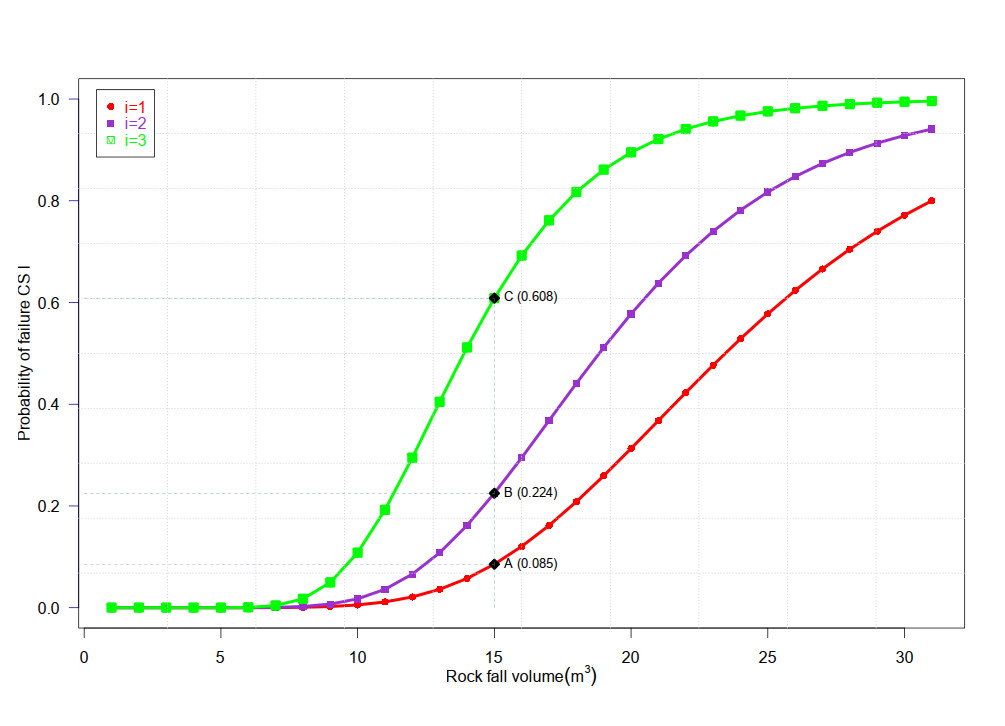 i=1
i=2
i=3
1.0
0.8
0.6
0.4
0.2
0.0
Probability of failure CS I
C (0.608)
B (0.224)
A (0.085)
0 5 10 15 20 25 30
Rock fall volume(m³)